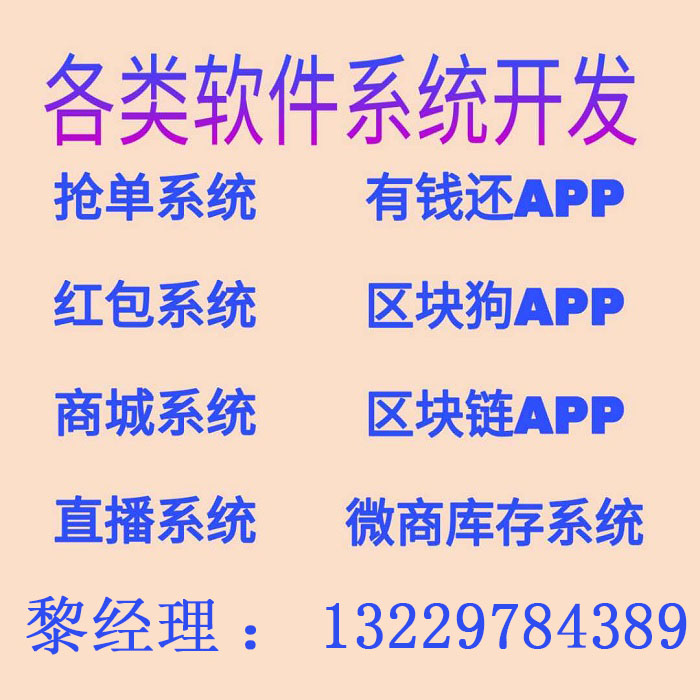 各类软件系统开发
抢单系统 有钱还APP
红包系统 区块狗APP
商城系统 区块链APP
直播系统 微商库存系统
黎经理： 13229784389